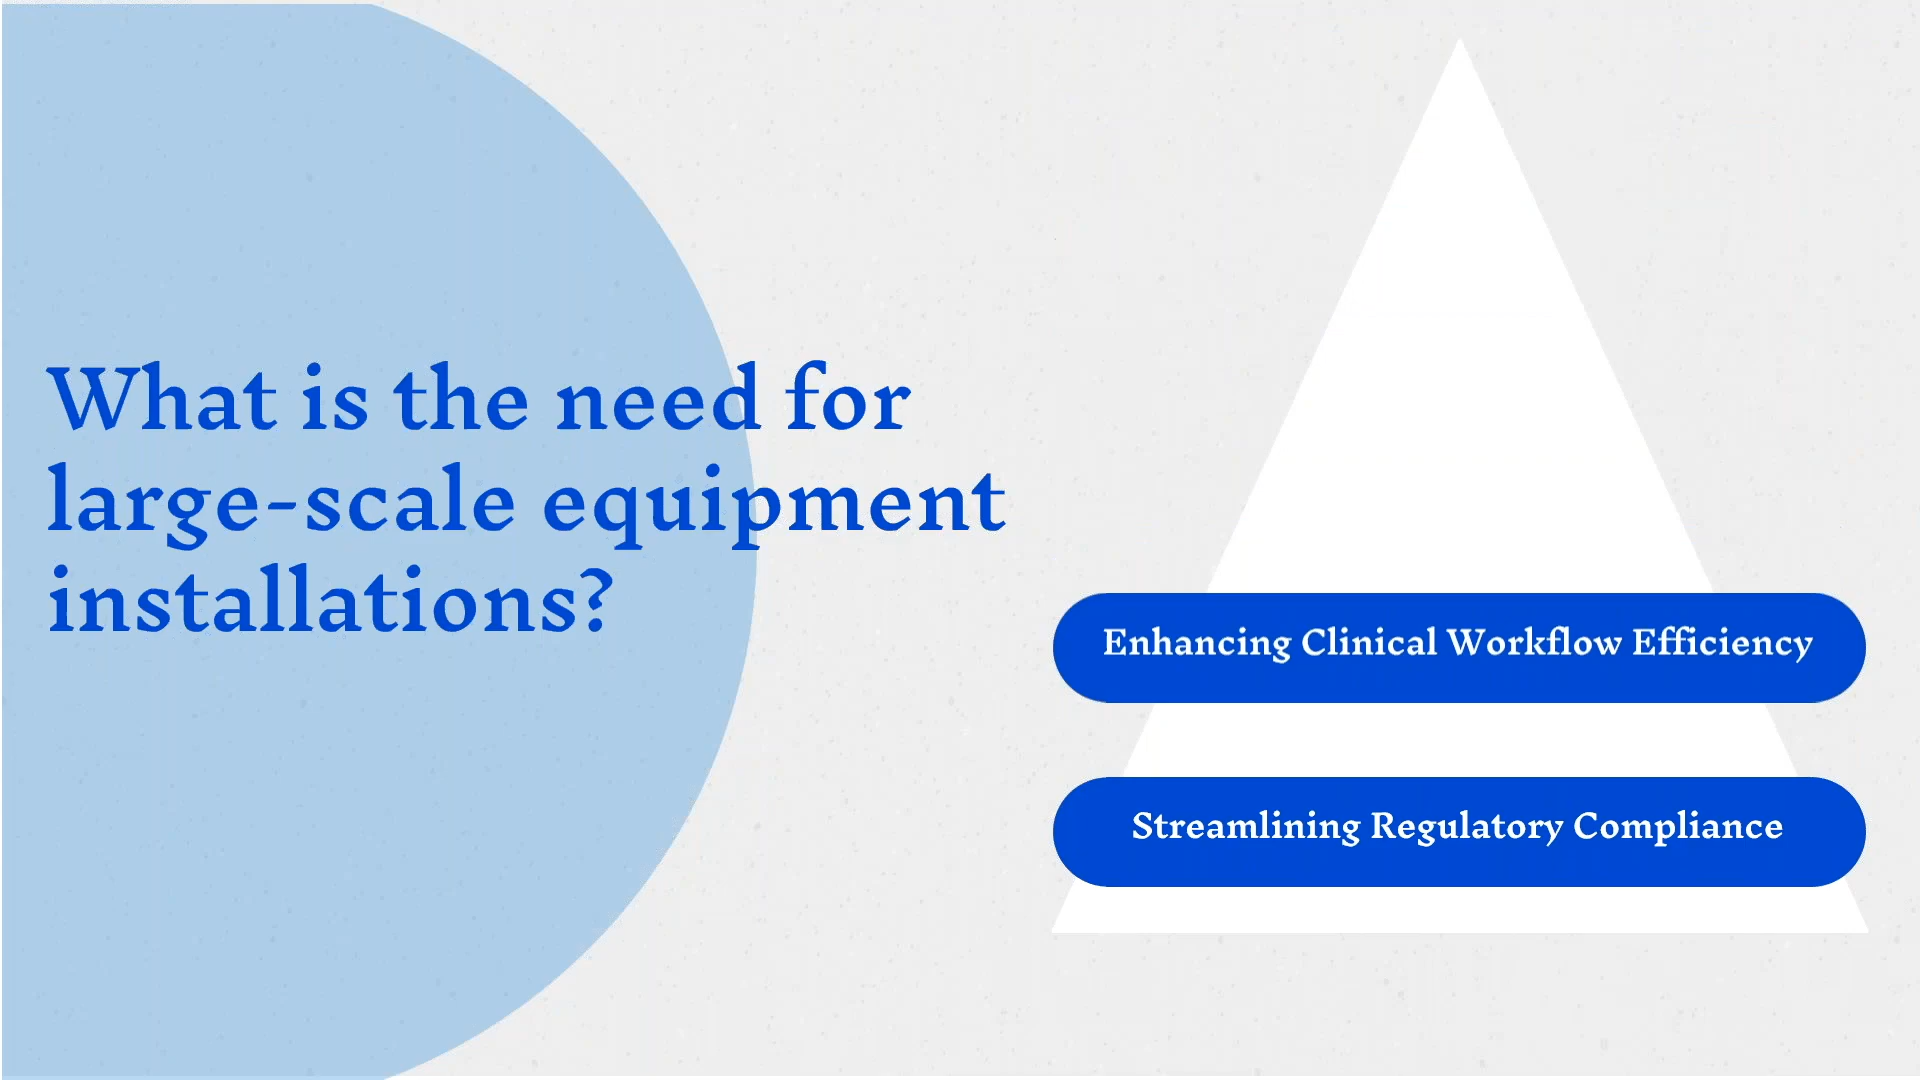 What is the need for
large-scale equipment
installations?
Enhancing Clinical Workflow Efficiency
Streamlining Regulatory Compliance